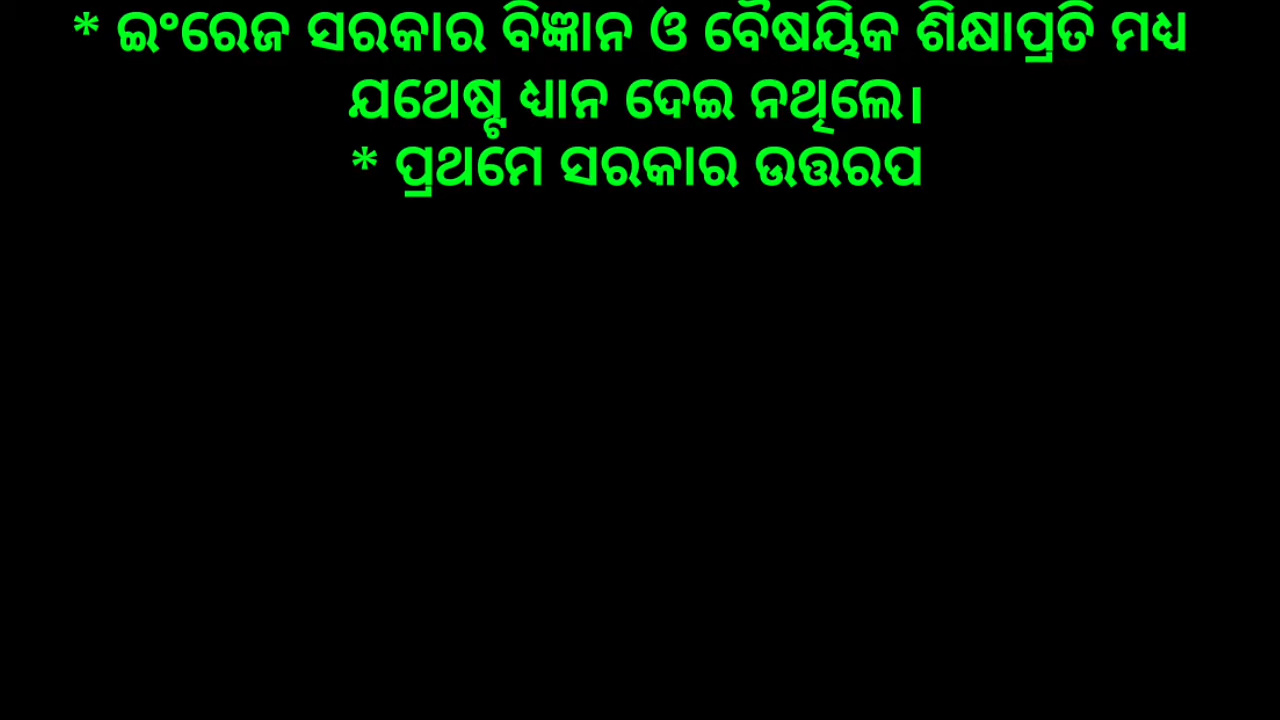 * ଇଂରେଜ ସରକାର ବିଜ୍ଞାନ ଓ ବୈଷୟିକ ଶିକ୍ଷାପ୍ରତି ମଧ୍ୟ
ଯଥେଷ୍ଟ ଧ୍ୟାନ ଦେଇ ନଥିଲେ।
* ପ୍ରଥମେ ସରକାର ଉତ୍ତରପ